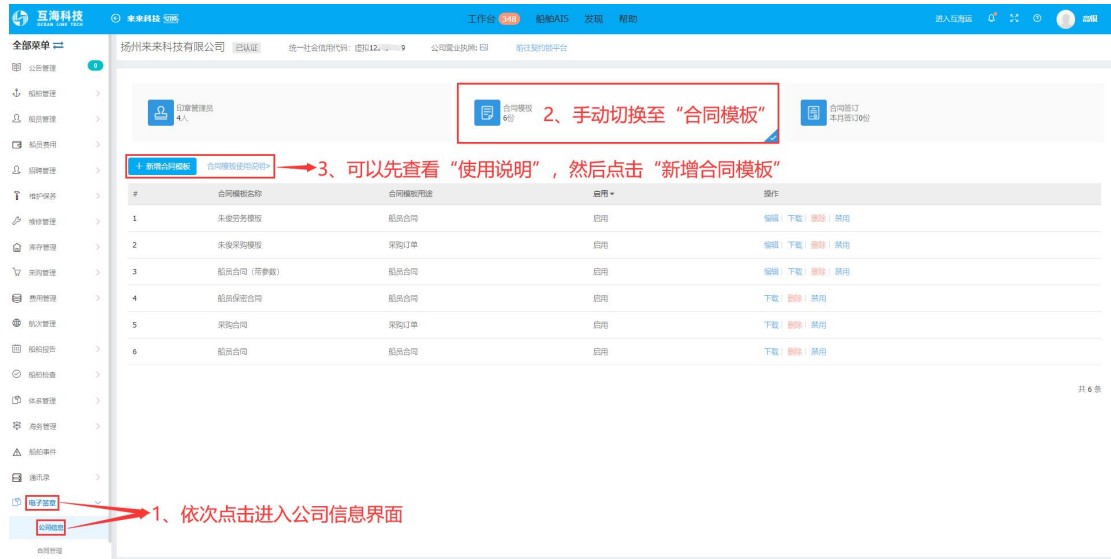 互海科技
OCEAN LINK TECH
来来科技 切换
工作台 348 船舶AIS 发现 帮助
进入互海运
全部菜单
扬州来来科技有限公司 已认证 统一社会信用代码: 公司营业执照: 前往契约锁平台
公告管理 0
船舶管理
船员管理
船员费用
招聘管理
维护保养
维修管理
库存管理
采购管理
费用管理
航次管理
船舶报告
船舶检查
体系管理
海务管理
船舶事件
通讯录
电子签章
公司信息
合同管理
印章管理员
4人
合同模板
6份
2、手动切换至“合同模板”
合同签订
本月签订0份
+ 新增合同模板 合同模板使用说明>
3、可以先查看“使用说明”,然后点击“新增合同模板”
# 合同模板名称 合同模板用途 启用 操作
1 朱俊劳务模板 船员合同 启用 编辑 下载 删除 禁用
2 朱俊采购模板 采购订单 启用 编辑 下载 删除 禁用
3 船员合同(带参数) 船员合同 启用 编辑 下载 删除 禁用
4 船员保密合同 船员合同 启用 下载 删除 禁用
5 采购合同 采购订单 启用 下载 删除 禁用
6 船员合同 船员合同 启用 下载 删除 禁用
共 6 条
1、依次点击进入公司信息界面